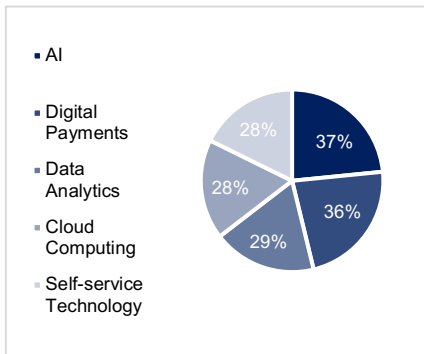 AI
Digital
Payments
Data
Analytics
Cloud
Computing
Self-service
Technology
37%
36%
29%
28%
28%